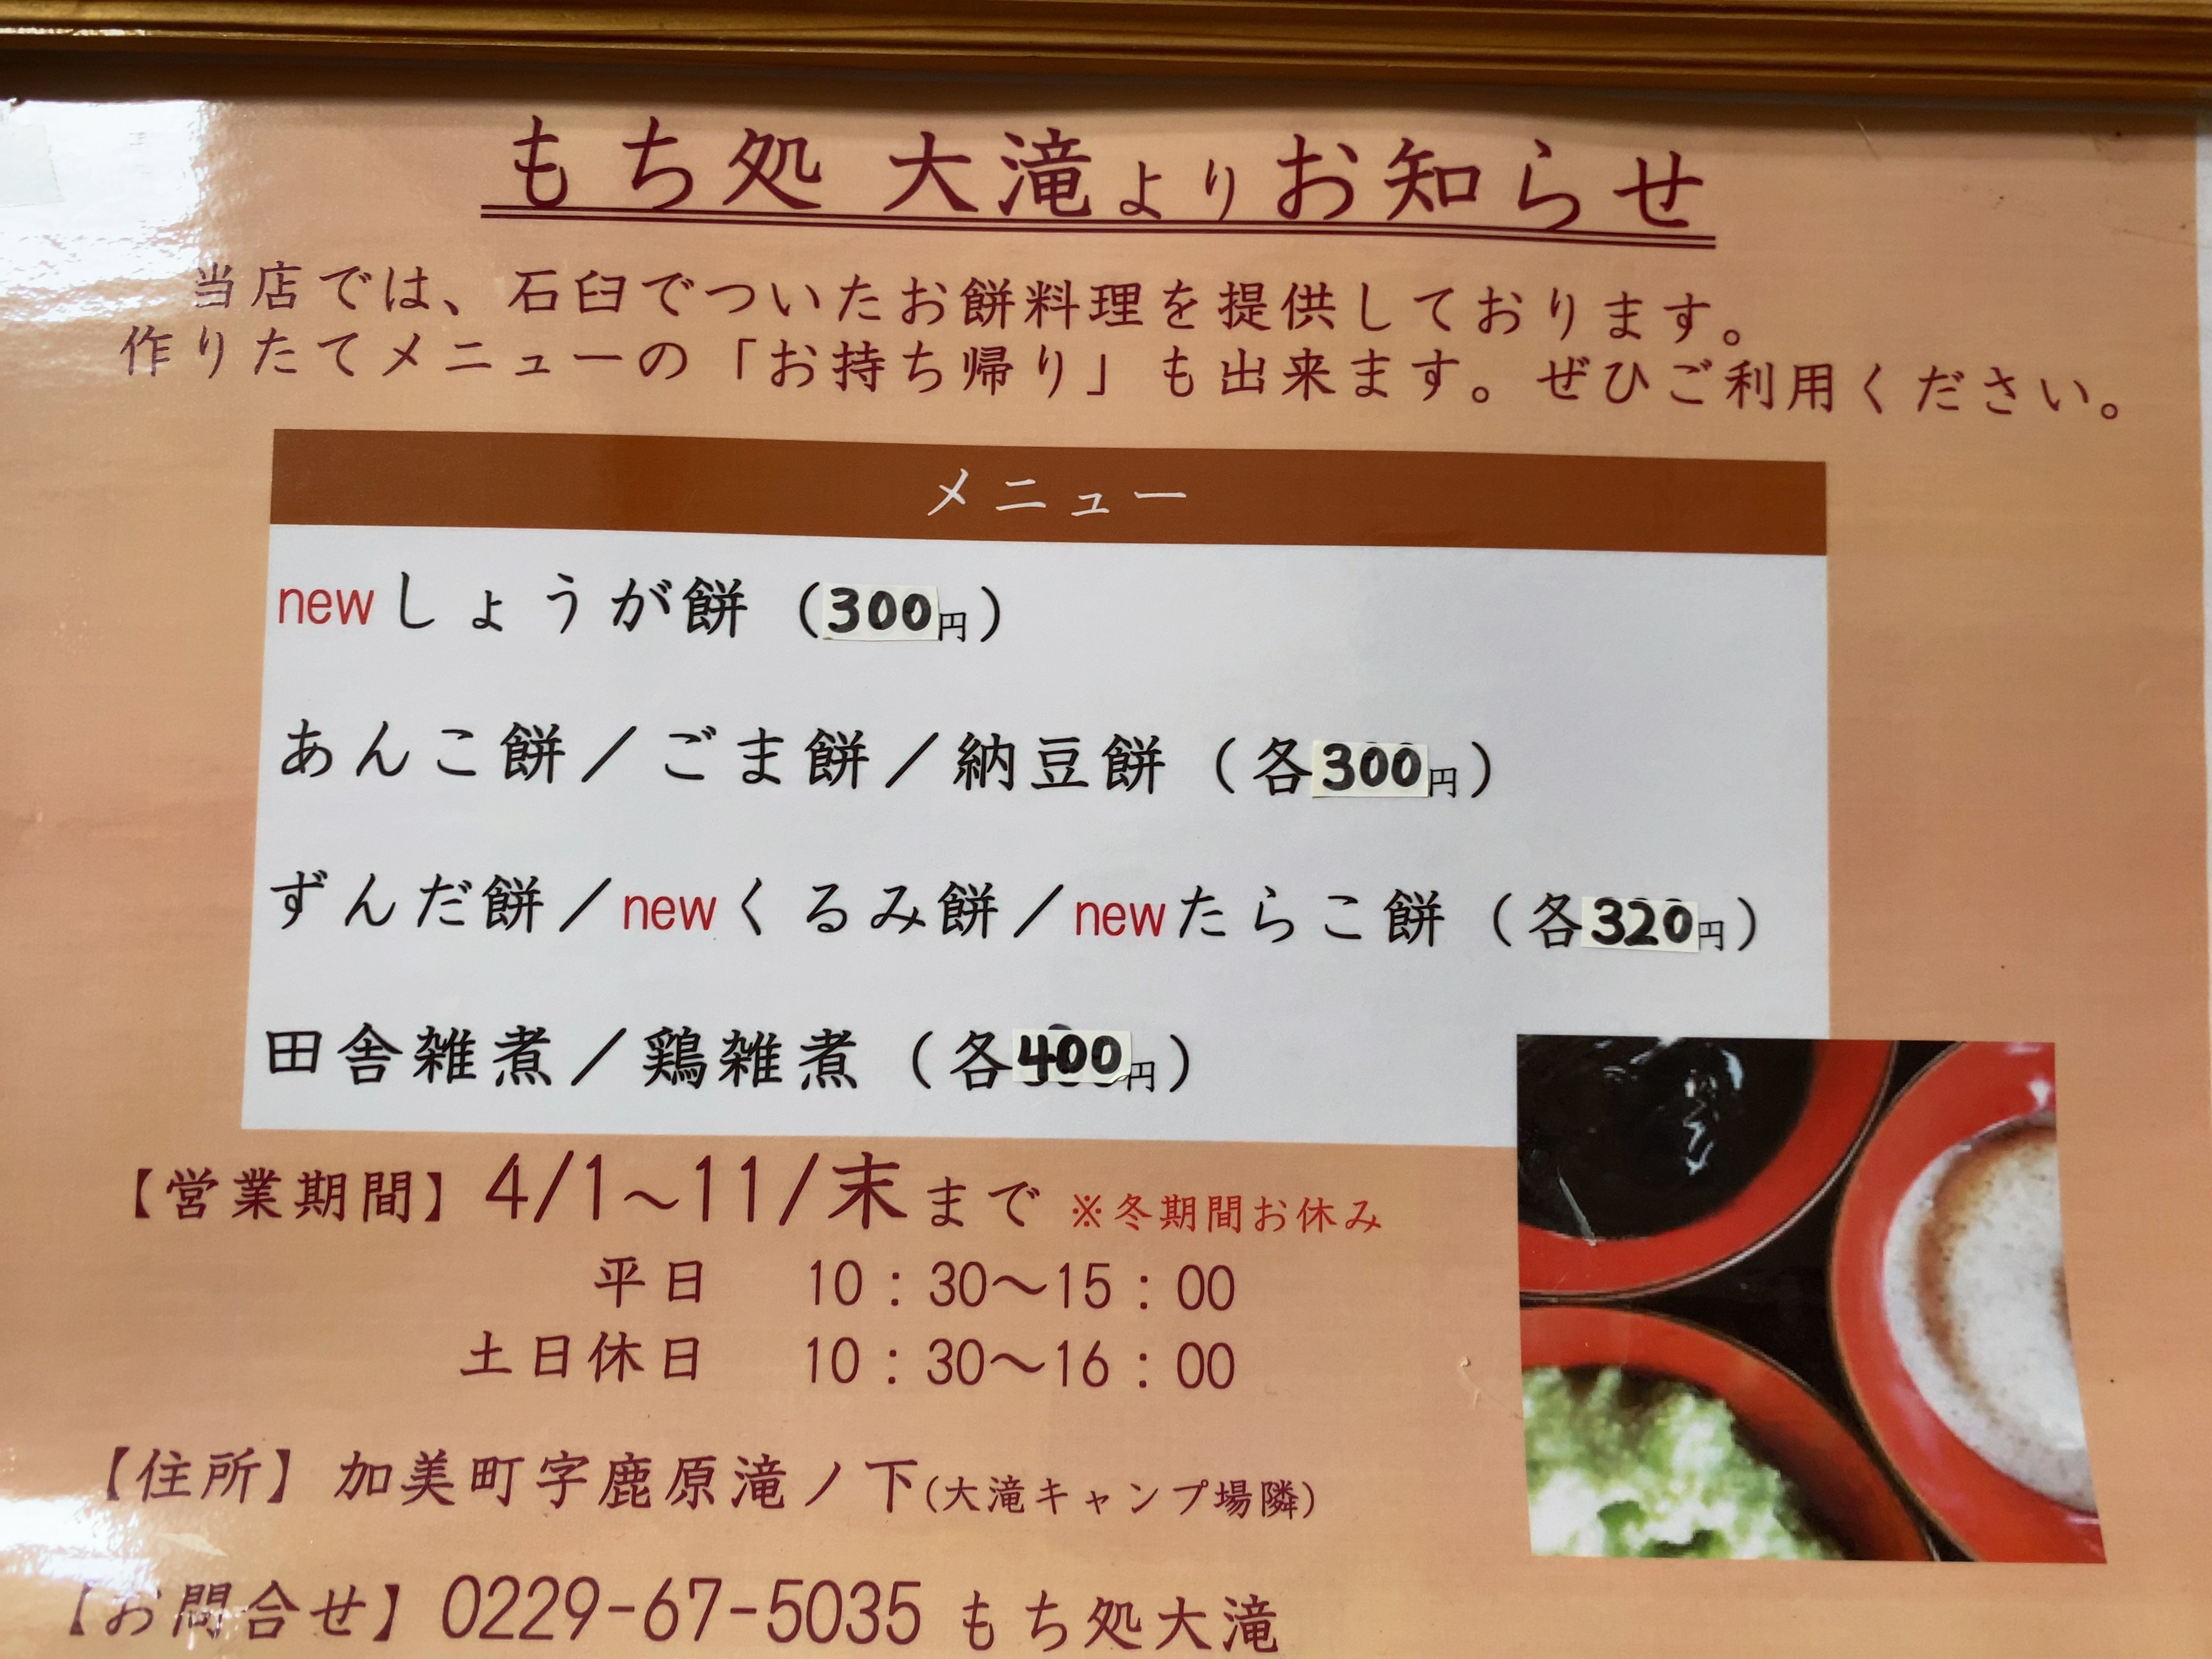 もち処 大滝よりお知らせ
当店では、石臼でついたお餅料理を提供しております。
作りたてメニューの「お持ち帰り」も出来ます。ぜひご利用ください。
メニュー
newしょうが餅（300円）
あんこ餅／ごま餅／納豆餅（各300円）
ずんだ餅／newくるみ餅／newたらこ餅（各320円）
田舎雑煮／鶏雑煮（各400円）
【営業期間】4/1～11/末まで ※冬期間お休み
平日 10：30～15：00
土日休日 10：30～16：00
【住所】加美町字鹿原滝ノ下(大滝キャンプ場隣)
【お問合せ】0229-67-5035 もち処大滝